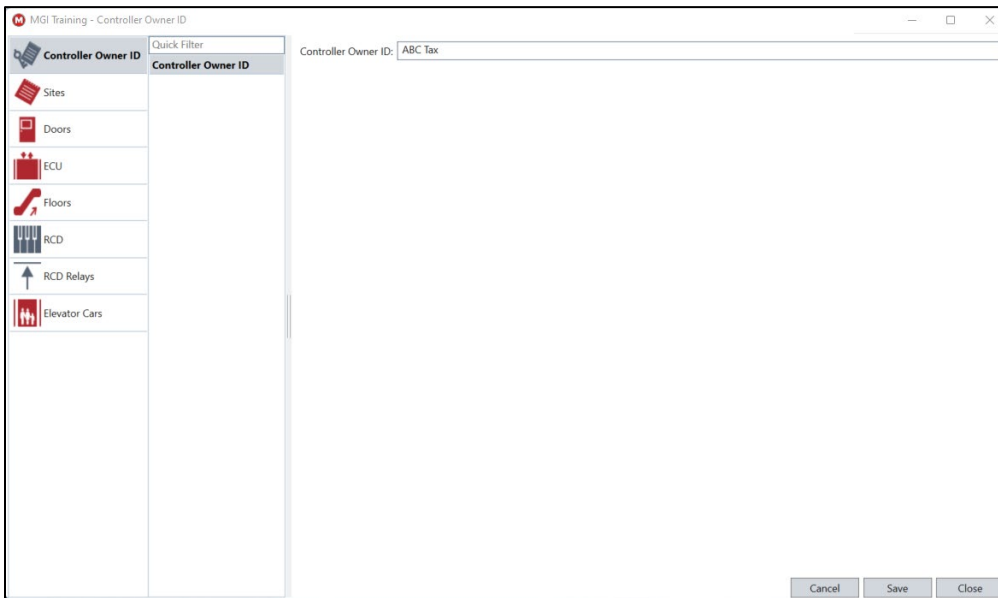 MGI Training - Controller Owner ID
Controller Owner ID
Sites
Doors
ECU
Floors
RCD
RCD Relays
Elevator Cars
Quick Filter
Controller Owner ID
Controller Owner ID: ABC Tax
Cancel Save Close